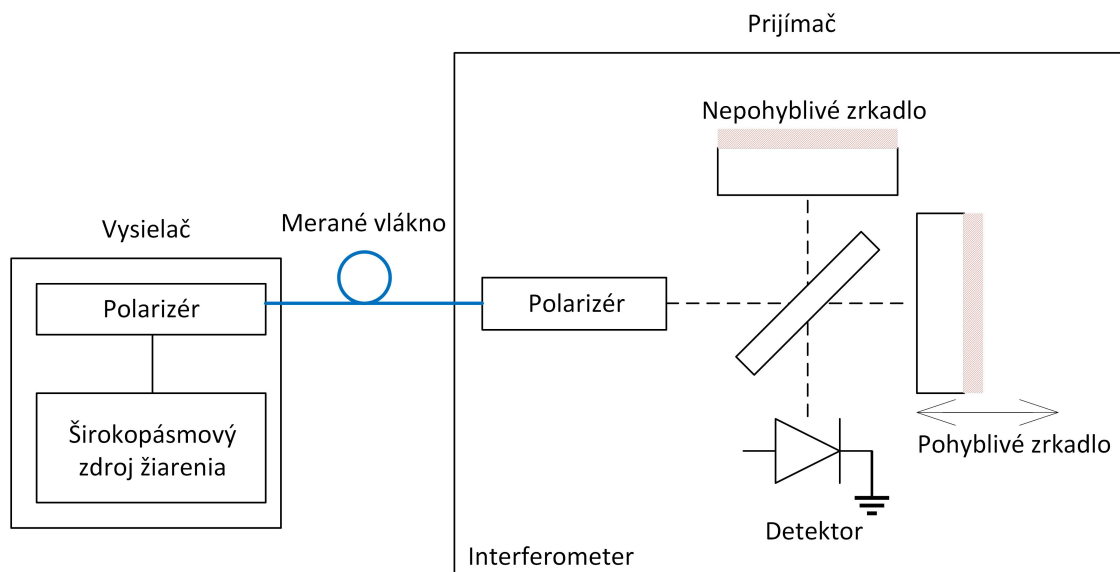 Prijímač
Nepohyblivé zrkadlo
Vysielač
Merané vlákno
Polarizér
Polarizér
Širokopásmový
zdroj žiarenia
Pohyblivé zrkadlo
Detektor
Interferometer